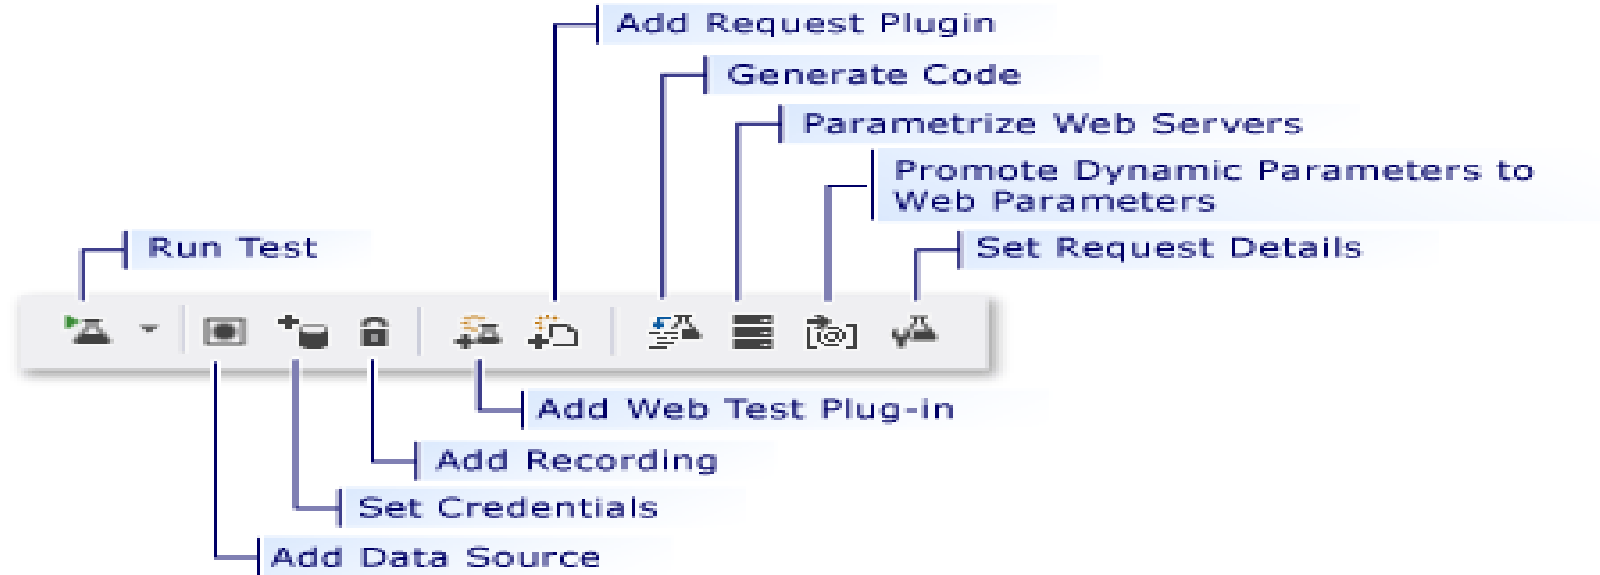 Add Request Plugin
Generate Code
Parametrize Web Servers
Promote Dynamic Parameters to
Web Parameters
Run Test
Set Request Details
Add Web Test Plug-in
Add Recording
Set Credentials
Add Data Source